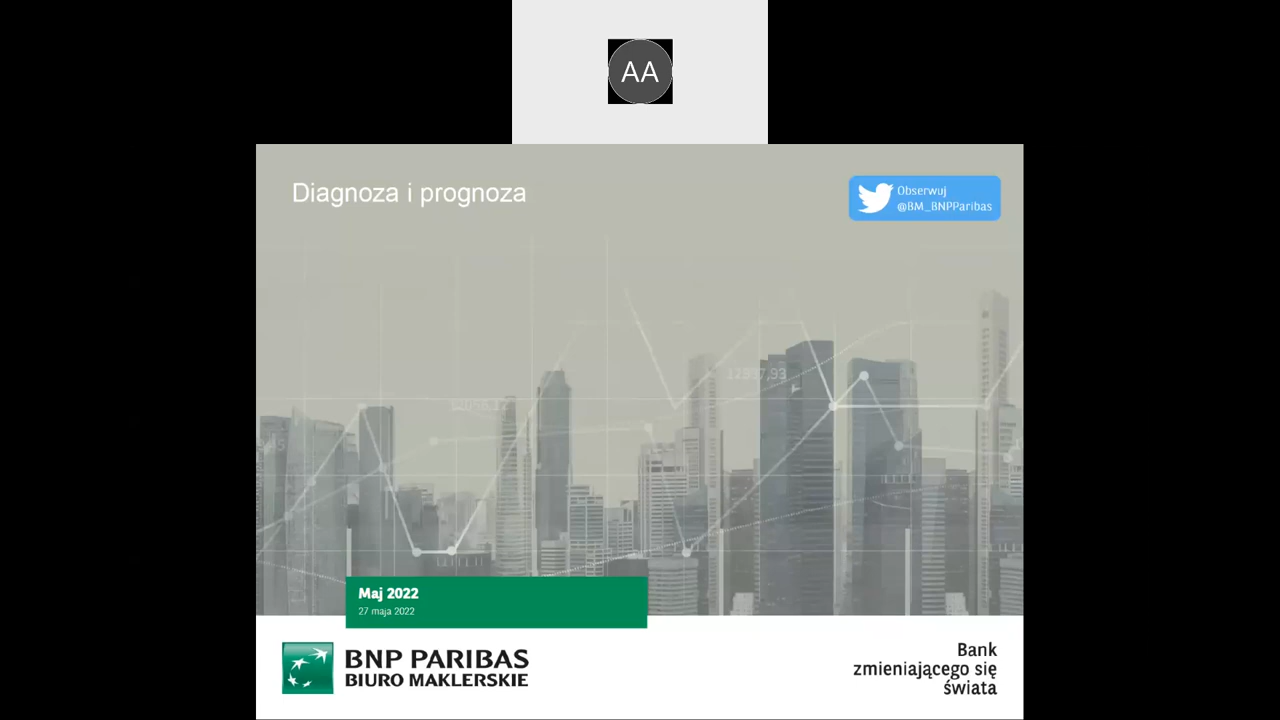 AA
Diagnoza i prognoza
Obserwuj
@BM_BNPParibas
Maj 2022
27 maja 2022
BNP PARIBAS
BIURO MAKLERSKIE
Bank
zmieniającego się
świata